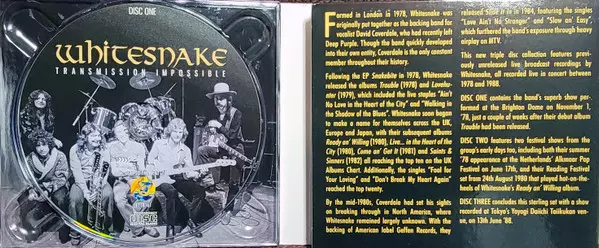 DISC ONE
WHITESNAKE
TRANSMISSION IMPOSSIBLE
Formed in London in 1978, Whitesnake was
originally put together as the backing band for
vocalist David Coverdale, who had recently left
Deep Purple. Though the band quickly developed
into their own entity, Coverdale is the only constant
member throughout their history.
Following the EP Snakebite in 1978, Whitesnake
released the albums Trouble (1978) and Lovehunter
(1979), which included the live staples "Ain't
No Love in the Heart of the City" and "Walking in
the Shadow of the Blues". Whitesnake soon began
to make a name for themselves across the UK,
Europe and Japan, with their subsequent albums
Ready an' Willing (1980), Live... in the Heart of the
City (1980), Come an' Get It (1981) and Saints &
Sinners (1982) all reaching the top ten on the UK
Albums Chart. Additionally, the singles "Fool for
Your Loving" and "Don't Break My Heart Again"
reached the top twenty.
By the mid-1980s, Coverdale had set his sights
on breaking through in North America, where
Whitesnake remained largely unknown. With the
backing of American label Geffen Records, they
released Slide It In in 1984, featuring the singles
"Love Ain't No Stranger" and "Slow an' Easy",
which furthered the band's exposure through heavy
airplay on MTV.
This new triple disc collection features previously
unreleased live broadcast recordings by
Whitesnake, all recorded live in concert between
1978 and 1988.
DISC ONE contains the band's superb show performed
at the Brighton Dome on November 1,
'78, just a couple of weeks after their debut album
Trouble had been released.
DISC TWO features two festival shows from the
group's early days too, including both their summer
'78 appearance at the Netherlands' Alkmaar Pop
Festival on June 17th, and their Reading Festival
set from 24th August 1980 that played hot-on-the-
heels of Whitesnake's Ready an' Willing album.
DISC THREE concludes this sterling set with a show
recorded at Tokyo's Yoyogi Daiichi Taiikukan venue,
on 13th June '88.